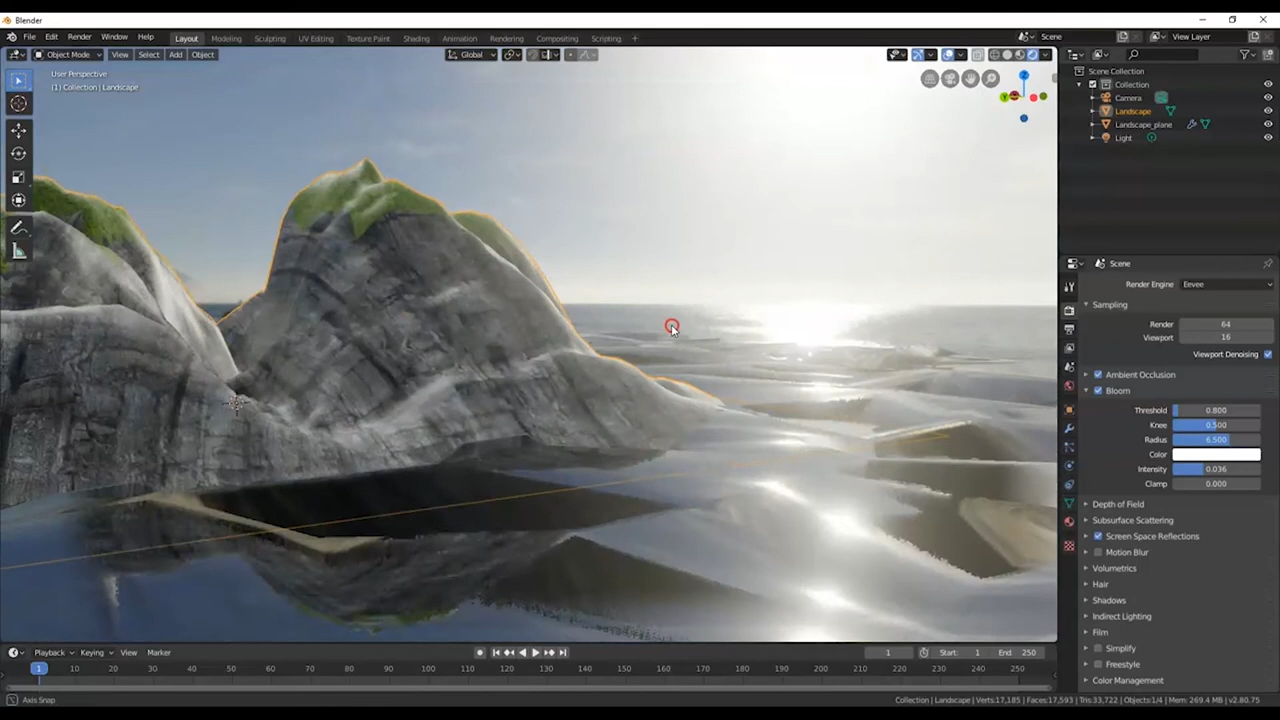 Blender
File Edit Render Window Help Layout Modeling Sculpting UV Editing Texture Paint Shading Animation Rendering Compositing Scripting + Scene View Layer
Object Mode View Select Add Object Global
User Perspective
(1) Collection | Landscape
Z
Y
Scene Collection
Collection
Camera
Landscape
Landscape_plane
Light
Scene
Render Engine Eevee
Sampling
Render 64
Viewport 16
Viewport Denoising
Ambient Occlusion
Bloom
Threshold 0.800
Knee 0.500
Radius 6.500
Color
Intensity 0.036
Clamp 0.000
Depth of Field
Subsurface Scattering
Screen Space Reflections
Motion Blur
Volumetrics
Hair
Shadows
Indirect Lighting
Film
Simplify
Freestyle
Color Management
Playback Keying View Marker 1 Start: 1 End: 250
1 10 20 30 40 50 60 70 80 90 100 110 120 130 140 150 160 170 180 190 200 210 220 230 240 250
Axis Snap Collection | Landscape | Verts:17,185 | Faces:17,593 | Tris:33,722 | Objects:1/4 | Mem: 269.4 MB | v2.80.75